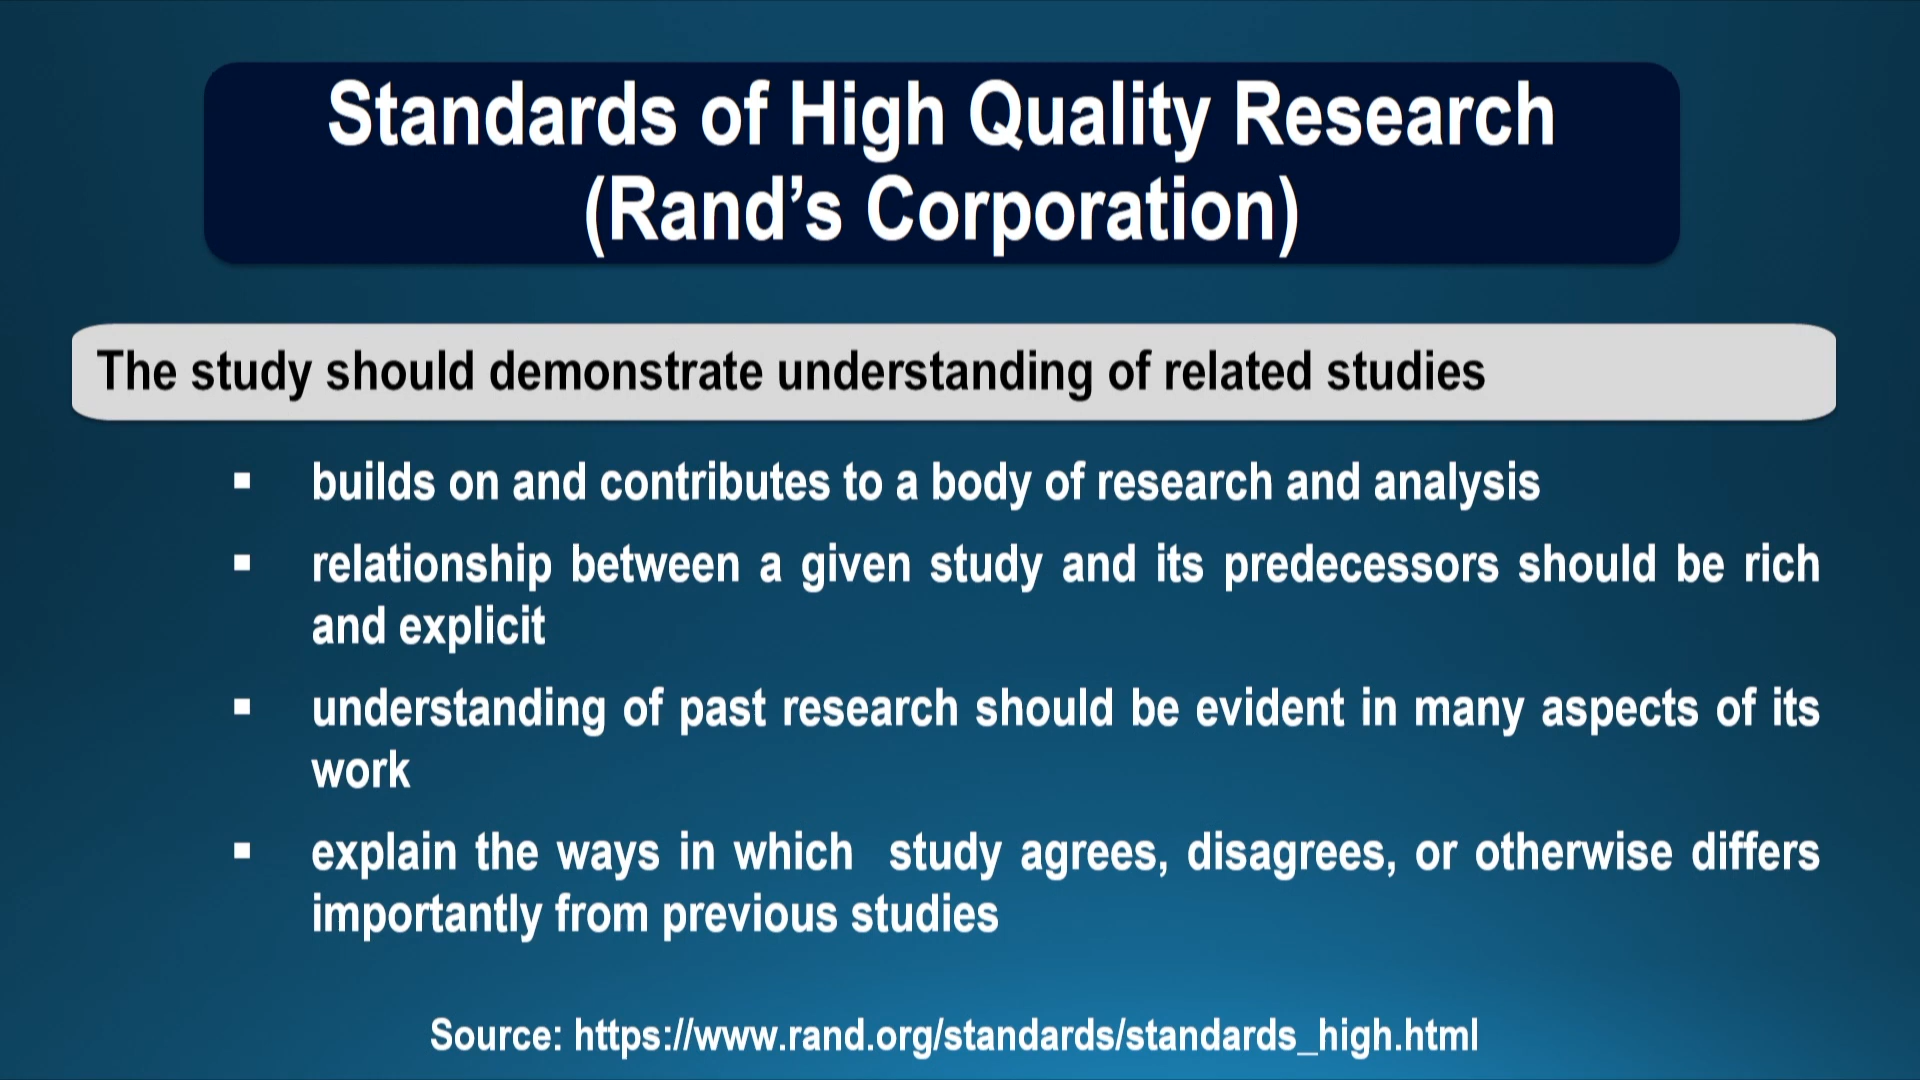 Standards of High Quality Research
(Rand’s Corporation)
The study should demonstrate understanding of related studies
▪ builds on and contributes to a body of research and analysis
▪ relationship between a given study and its predecessors should be rich
and explicit
▪ understanding of past research should be evident in many aspects of its
work
▪ explain the ways in which study agrees, disagrees, or otherwise differs
importantly from previous studies
Source: https://www.rand.org/standards/standards_high.html